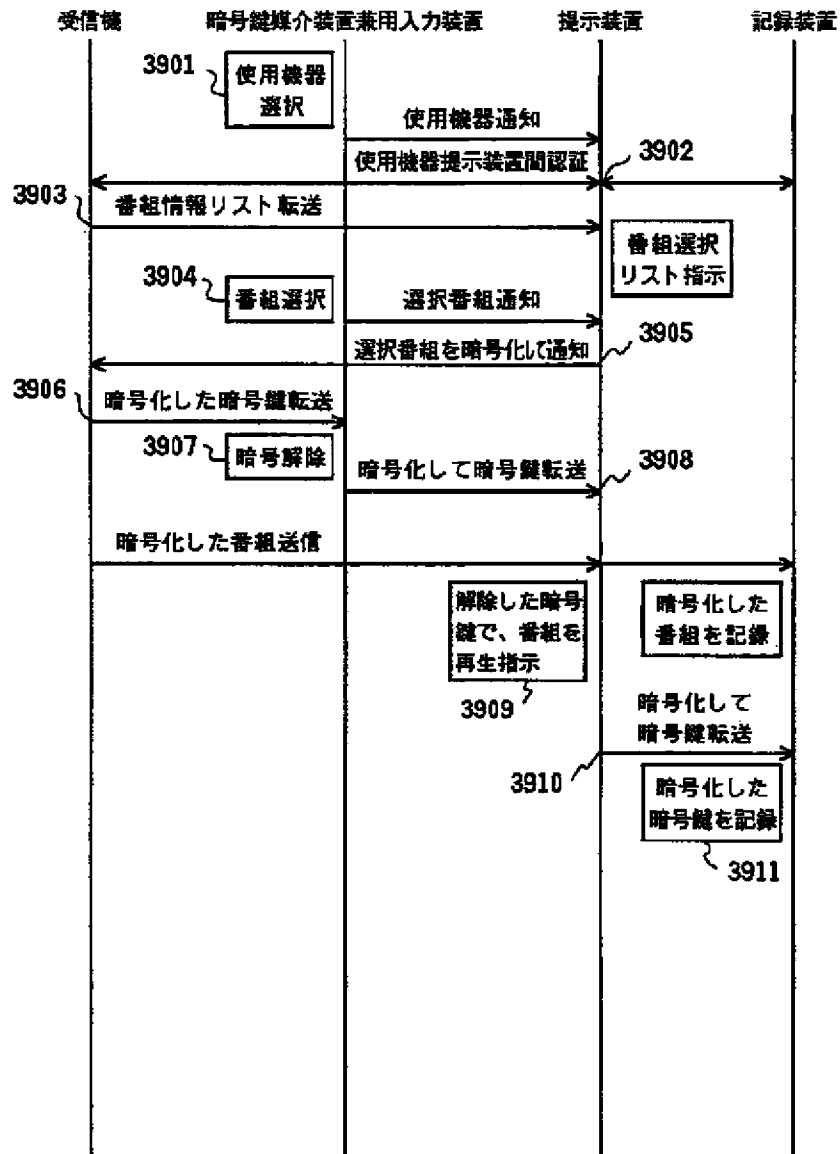 受信機
暗号鍵媒介装置兼用入力装置
提示装置
記録装置
3901
使用機器
選択
使用機器通知
使用機器提示装置間認証
3902
3903
番組情報リスト転送
番組選択
リスト指示
3904
番組選択
選択番組通知
選択番組を暗号化して通知
3905
3906
暗号化した暗号鍵転送
3907
暗号解除
暗号化して暗号鍵転送
3908
暗号化した番組送信
解除した暗号
鍵で、番組を
再生指示
3909
暗号化した
番組を記録
暗号化して
暗号鍵転送
3910
暗号化した
暗号鍵を記録
3911